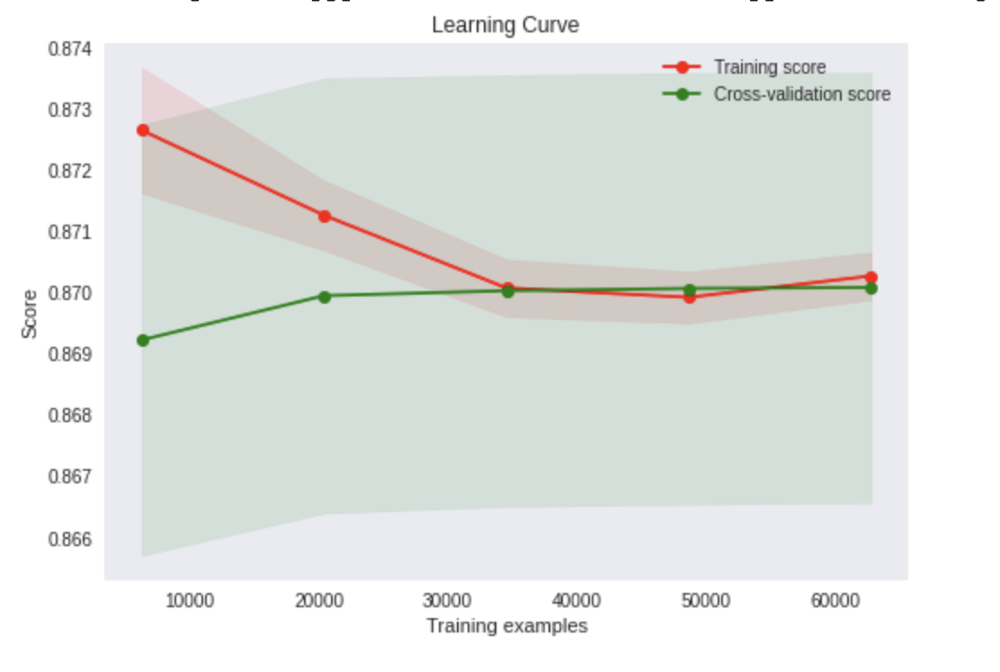 Learning Curve
0.874
0.873
0.872
0.871
0.870
0.869
0.868
0.867
0.866
Score
Training score
Cross-validation score
10000 20000 30000 40000 50000 60000
Training examples